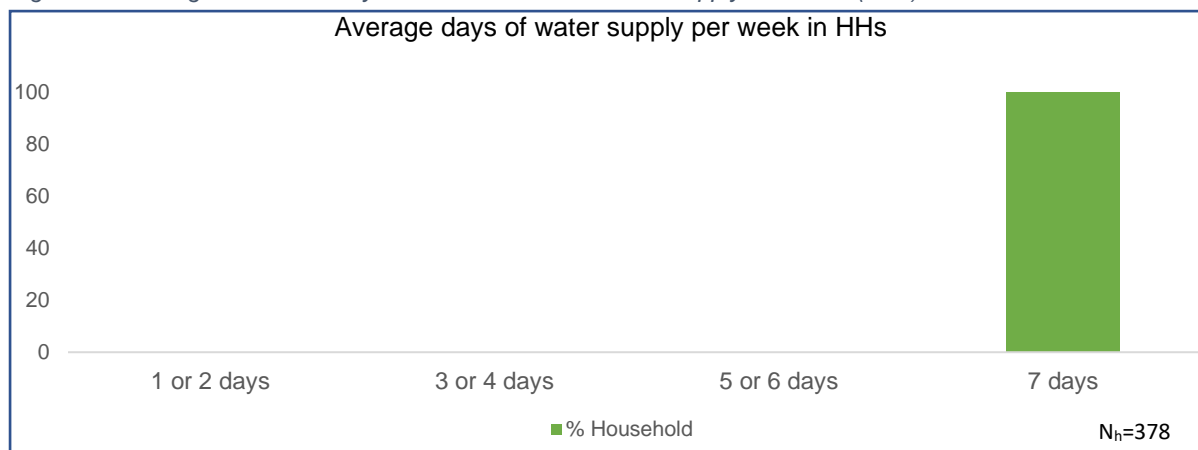 Average days of water supply per week in HHs
100
80
60
40
20
0
1 or 2 days 3 or 4 days 5 or 6 days 7 days
% Household
Nₕ=378